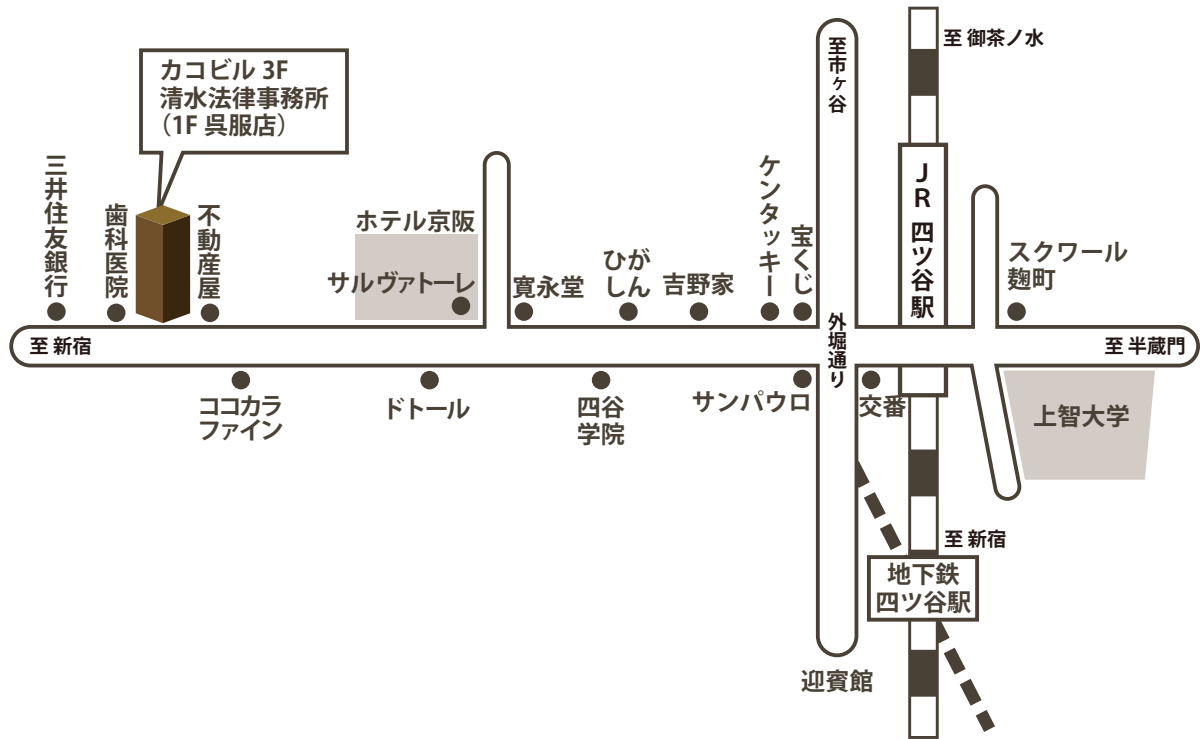 カコビル 3F
清水法律事務所
（1F 呉服店）
三井住友銀行
歯科医院
不動産屋
ホテル京阪
サルヴァトーレ
寛永堂
ひが
しん
吉野家
ケンタッキー
宝くじ
至市ヶ谷
至 御茶ノ水
JR 四ツ谷駅
スクワール
麹町
至 新宿
外堀通り
至 半蔵門
ココカラ
ファイン
ドトール
四谷
学院
サンパウロ
交番
上智大学
至 新宿
地下鉄
四ツ谷駅
迎賓館